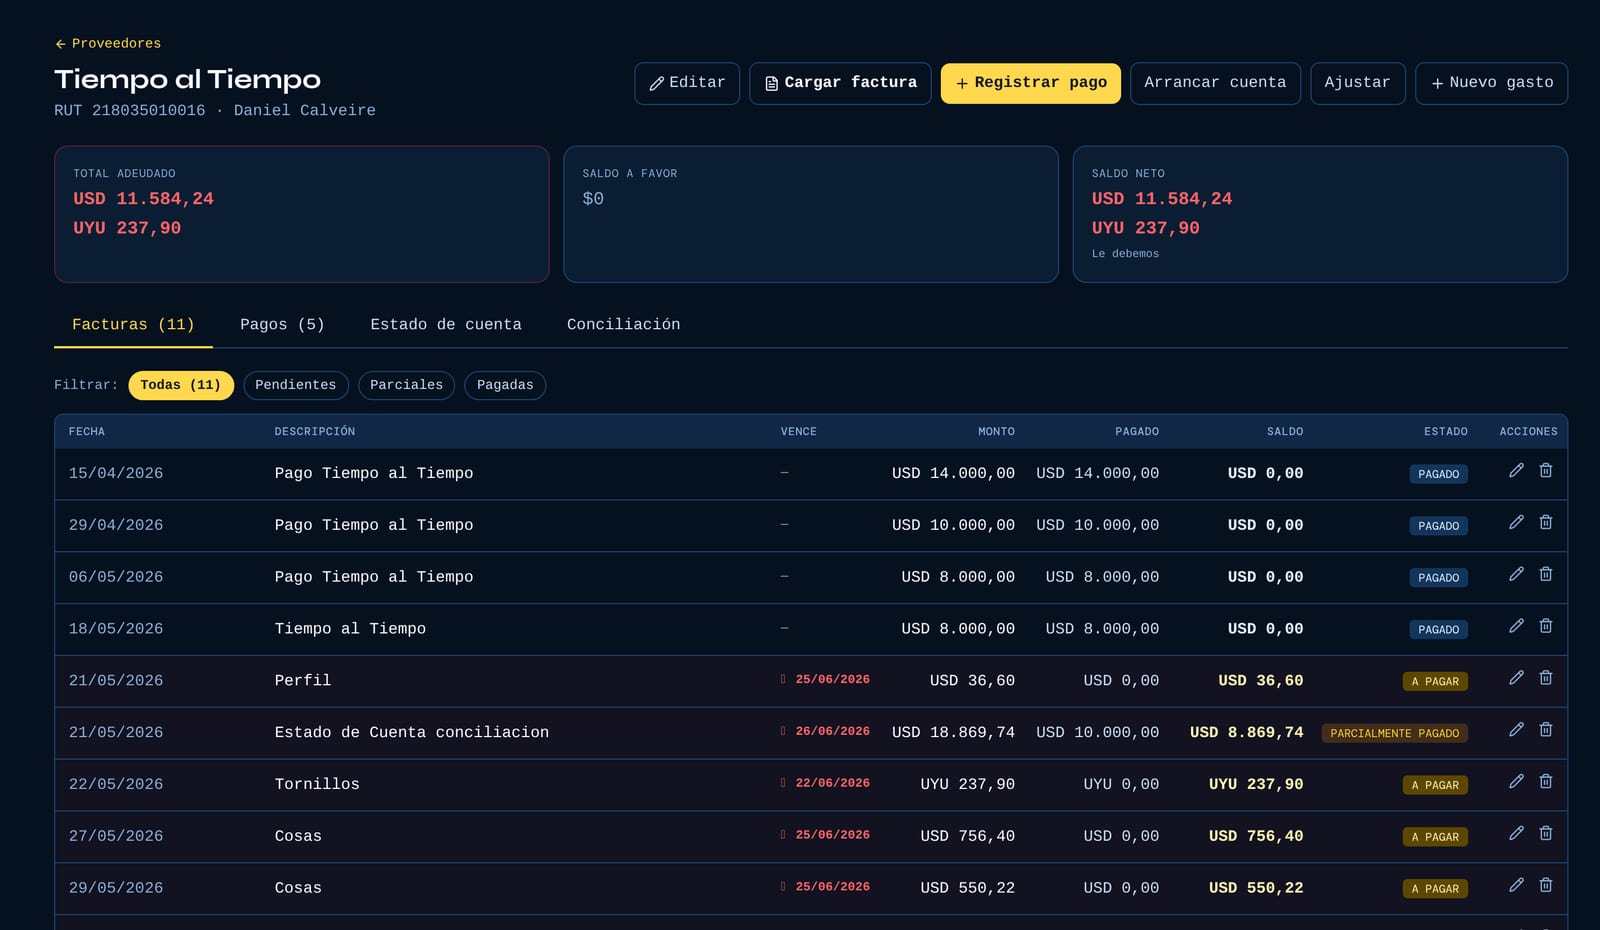 ← Proveedores
Tiempo al Tiempo
RUT 218035010016 · Daniel Calveire
Editar
Cargar factura
+ Registrar pago
Arrancar cuenta
Ajustar
+ Nuevo gasto
TOTAL ADEUDADO
USD 11.584,24
UYU 237,90
SALDO A FAVOR
$0
SALDO NETO
USD 11.584,24
UYU 237,90
Le debemos
Facturas (11) Pagos (5) Estado de cuenta Conciliación
Filtrar: Todas (11) Pendientes Parciales Pagadas
FECHA DESCRIPCIÓN VENCE MONTO PAGADO SALDO ESTADO ACCIONES
15/04/2026 Pago Tiempo al Tiempo — USD 14.000,00 USD 14.000,00 USD 0,00 PAGADO
29/04/2026 Pago Tiempo al Tiempo — USD 10.000,00 USD 10.000,00 USD 0,00 PAGADO
06/05/2026 Pago Tiempo al Tiempo — USD 8.000,00 USD 8.000,00 USD 0,00 PAGADO
18/05/2026 Tiempo al Tiempo — USD 8.000,00 USD 8.000,00 USD 0,00 PAGADO
21/05/2026 Perfil 25/06/2026 USD 36,60 USD 0,00 USD 36,60 A PAGAR
21/05/2026 Estado de Cuenta conciliacion 26/06/2026 USD 18.869,74 USD 10.000,00 USD 8.869,74 PARCIALMENTE PAGADO
22/05/2026 Tornillos 22/06/2026 UYU 237,90 UYU 0,00 UYU 237,90 A PAGAR
27/05/2026 Cosas 25/06/2026 USD 756,40 USD 0,00 USD 756,40 A PAGAR
29/05/2026 Cosas 25/06/2026 USD 550,22 USD 0,00 USD 550,22 A PAGAR